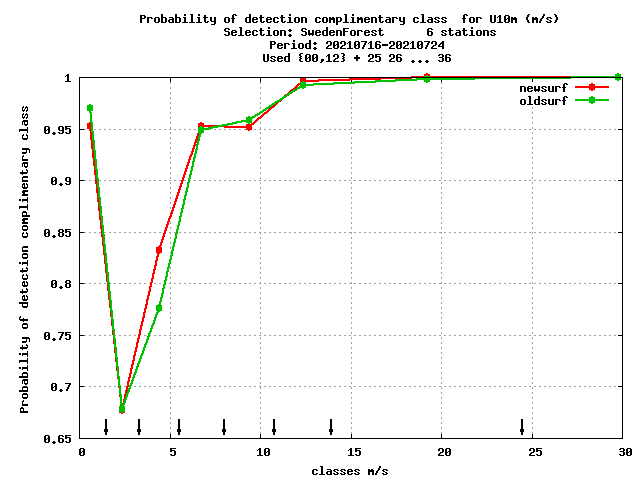 Probability of detection complimentary class  for U10m (m/s)
Selection: SwedenForest      6 stations
Period: 20210716-20210724
Used {00,12} + 25 26 ... 36
newsurf
oldsurf
Probability of detection complimentary class
1
0.95
0.9
0.85
0.8
0.75
0.7
0.65
0 5 10 15 20 25 30
classes m/s